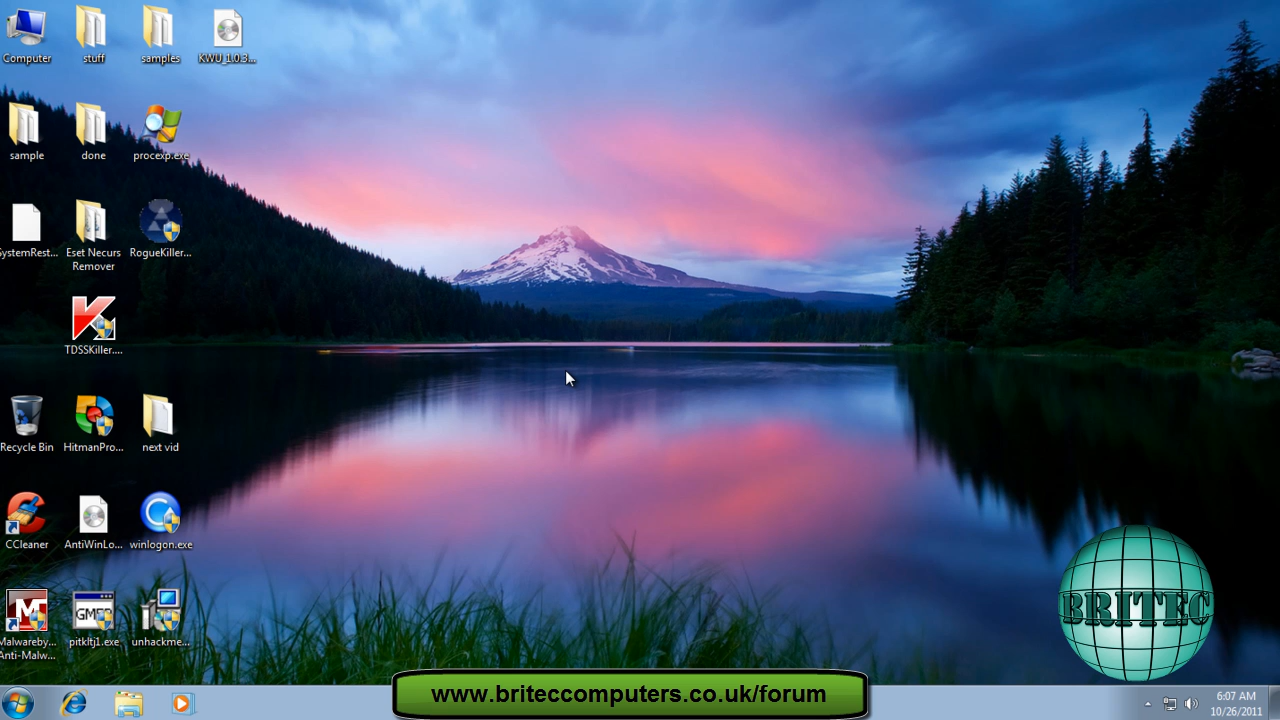 Computer
stuff
samples
KWU_1.0.3...
sample
done
procexp.exe
SystemRest...
Eset Necurs
Remover
RogueKiller...
TDSSKiller....
Recycle Bin
HitmanPro...
next vid
CCleaner
AntiWinLo...
winlogon.exe
GMER
Malwareby...
Anti-Malw...
pitkltj1.exe
unhackme...
BRITEC
www.briteccomputers.co.uk/forum
6:07 AM
10/26/2011